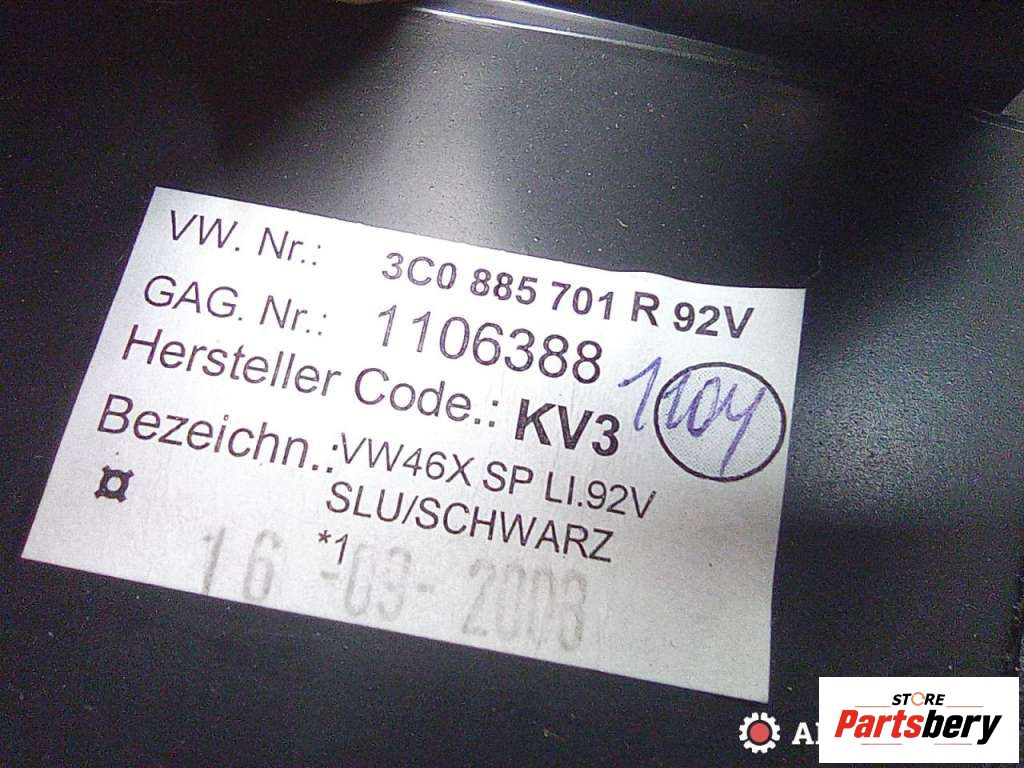 VW. Nr.: 3C0 885 701 R 92V
GAG. Nr.: 1106388
Hersteller Code.: KV3
1104
Bezeichn.: VW46X SP LI.92V
SLU/SCHWARZ
*1
16 -09- 2008
STORE
Partsbery